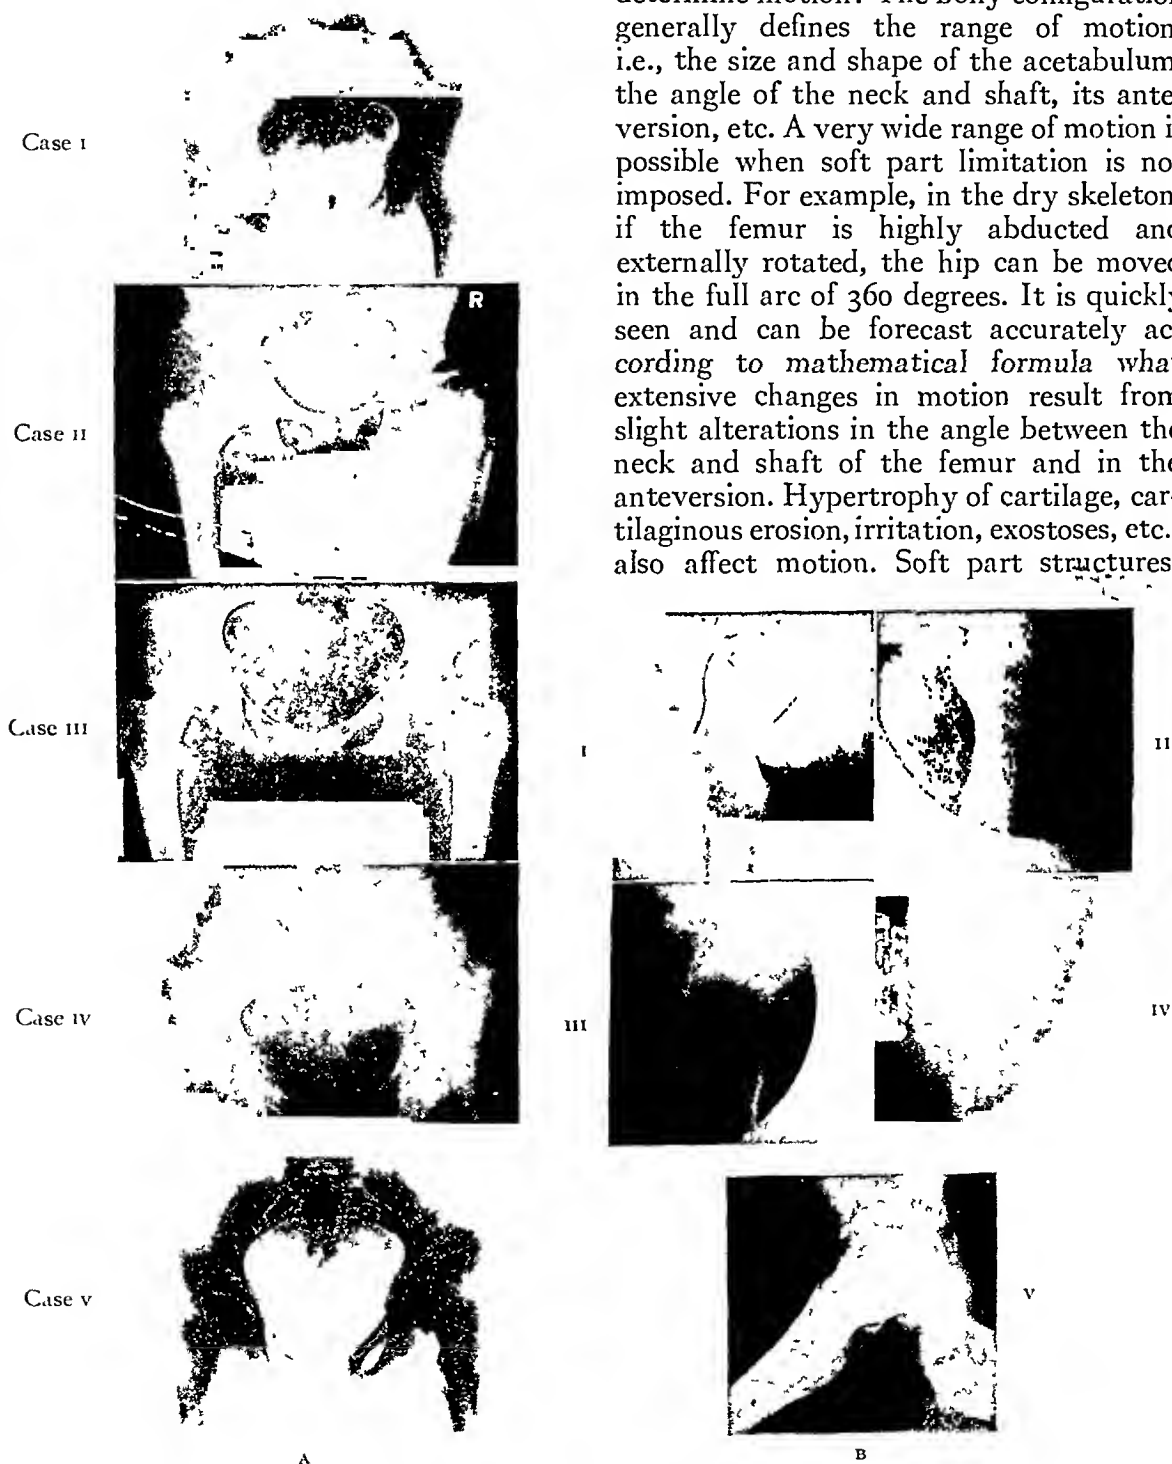 generally defines the range of motion
i.e., the size and shape of the acetabulum
the angle of the neck and shaft, its ante
version, etc. A very wide range of motion i
possible when soft part limitation is no
imposed. For example, in the dry skeleton
if the femur is highly abducted and
externally rotated, the hip can be moved
in the full arc of 360 degrees. It is quickly
seen and can be forecast accurately ac
cording to mathematical formula what
extensive changes in motion result from
slight alterations in the angle between the
neck and shaft of the femur and in the
anteversion. Hypertrophy of cartilage, car-
tilaginous erosion, irritation, exostoses, etc.
also affect motion. Soft part structures
Case I
R
Case II
Case III
Case IV
Case V
A
I
II
III
IV
V
B